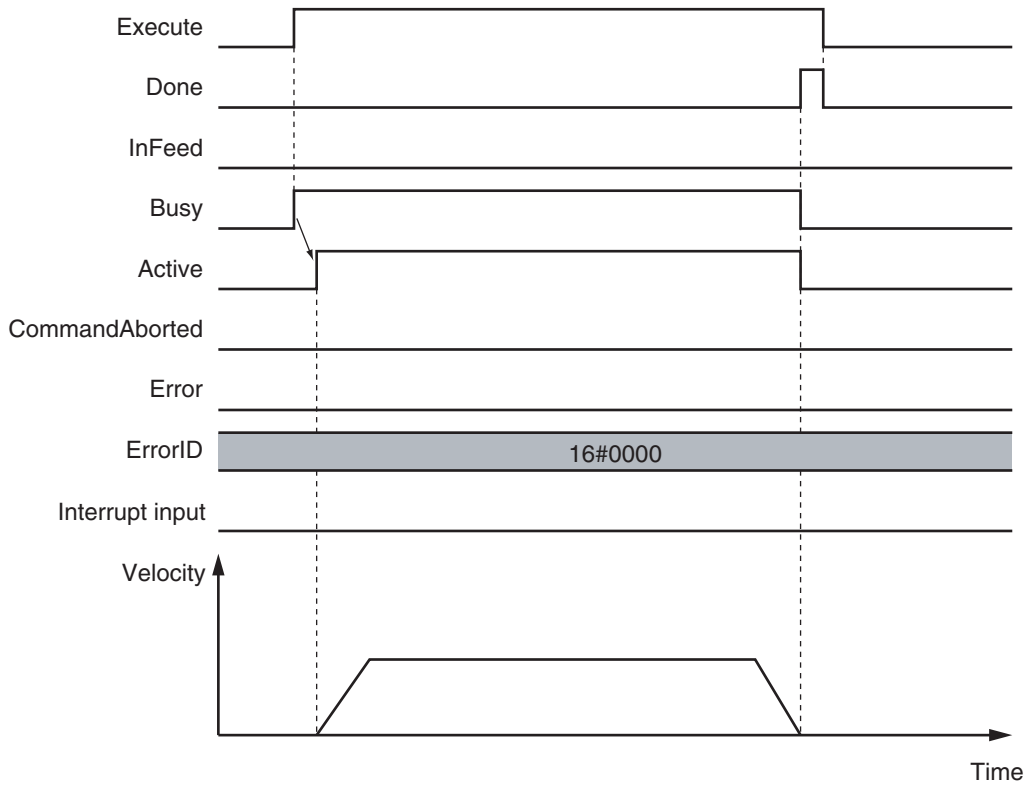 Execute
Done
InFeed
Busy
Active
CommandAborted
Error
ErrorID
16#0000
Interrupt input
Velocity
Time